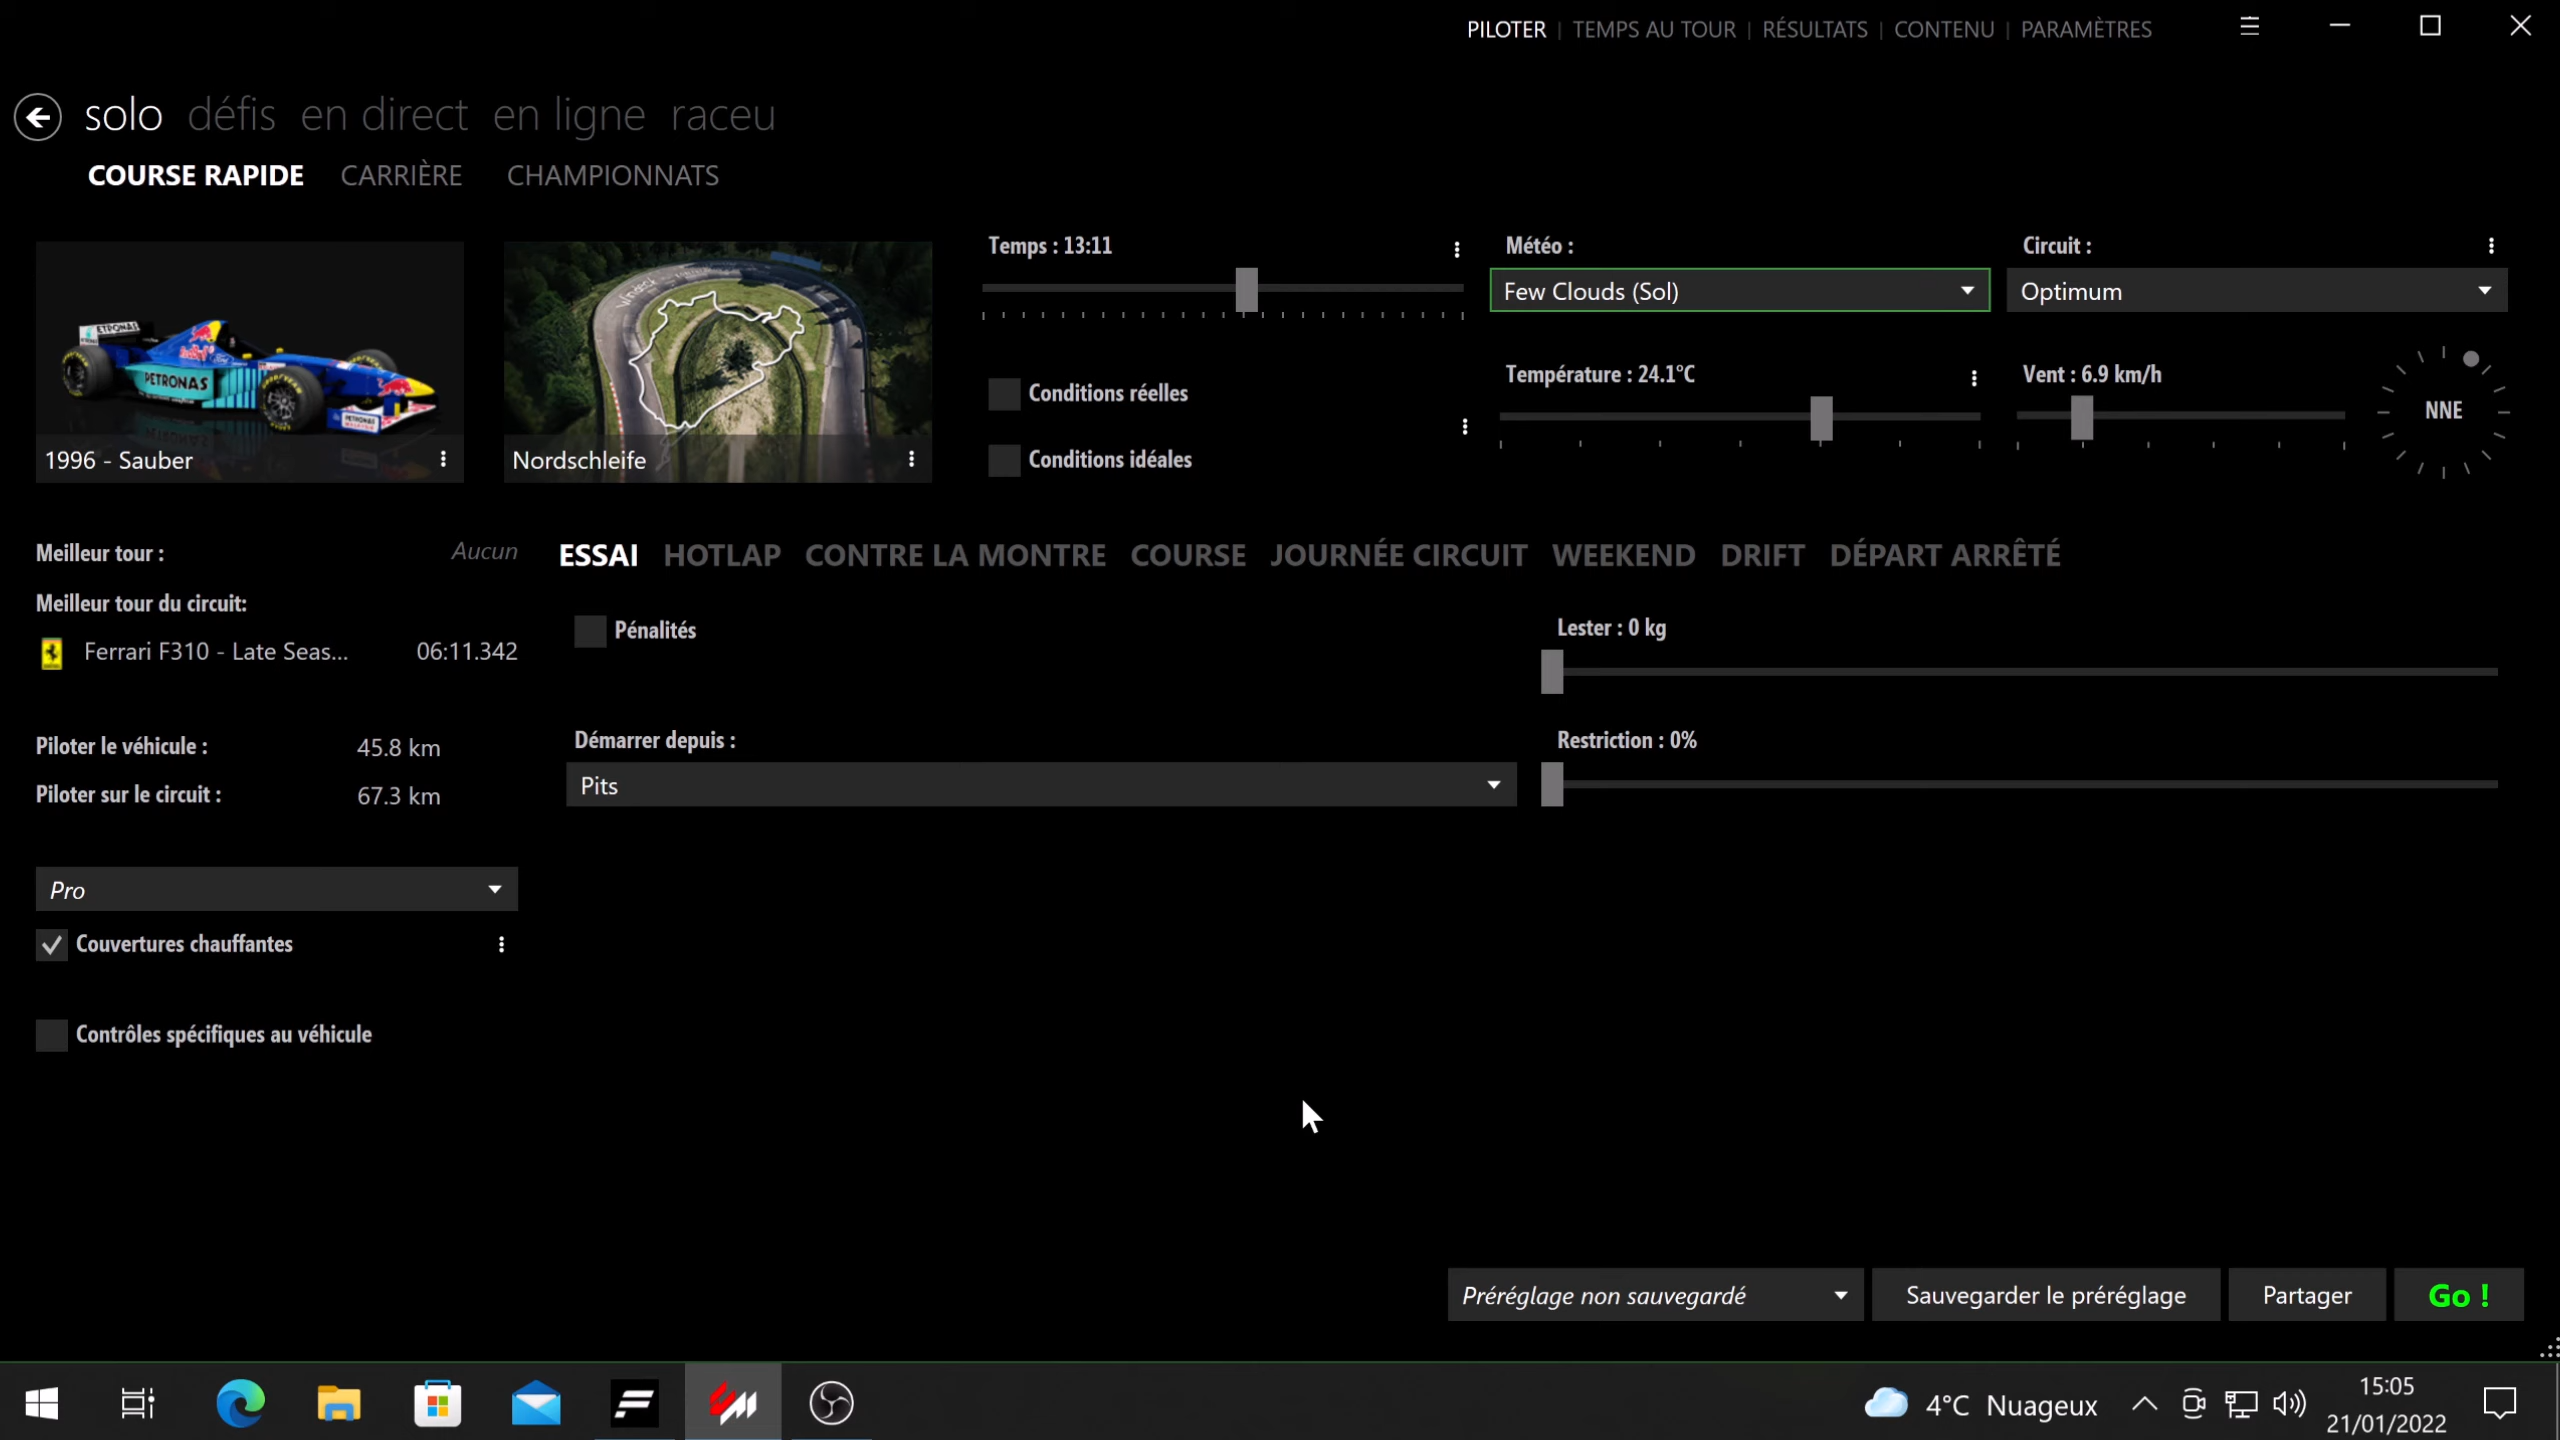 PILOTER | TEMPS AU TOUR | RÉSULTATS | CONTENU | PARAMÈTRES
solo défis en direct en ligne raceu
COURSE RAPIDE CARRIÈRE CHAMPIONNATS
PETRONAS
1996 - Sauber
Nordschleife
Temps : 13:11
Météo :
Few Clouds (Sol)
Circuit :
Optimum
Conditions réelles
Conditions idéales
Température : 24.1°C
Vent : 6.9 km/h
NNE
Meilleur tour : Aucun
Meilleur tour du circuit:
Ferrari F310 - Late Seas... 06:11.342
Piloter le véhicule : 45.8 km
Piloter sur le circuit : 67.3 km
Pro
Couvertures chauffantes
Contrôles spécifiques au véhicule
ESSAI HOTLAP CONTRE LA MONTRE COURSE JOURNÉE CIRCUIT WEEKEND DRIFT DÉPART ARRÊTÉ
Pénalités
Démarrer depuis :
Pits
Lester : 0 kg
Restriction : 0%
Préréglage non sauvegardé Sauvegarder le préréglage Partager Go !
4°C Nuageux
15:05
21/01/2022